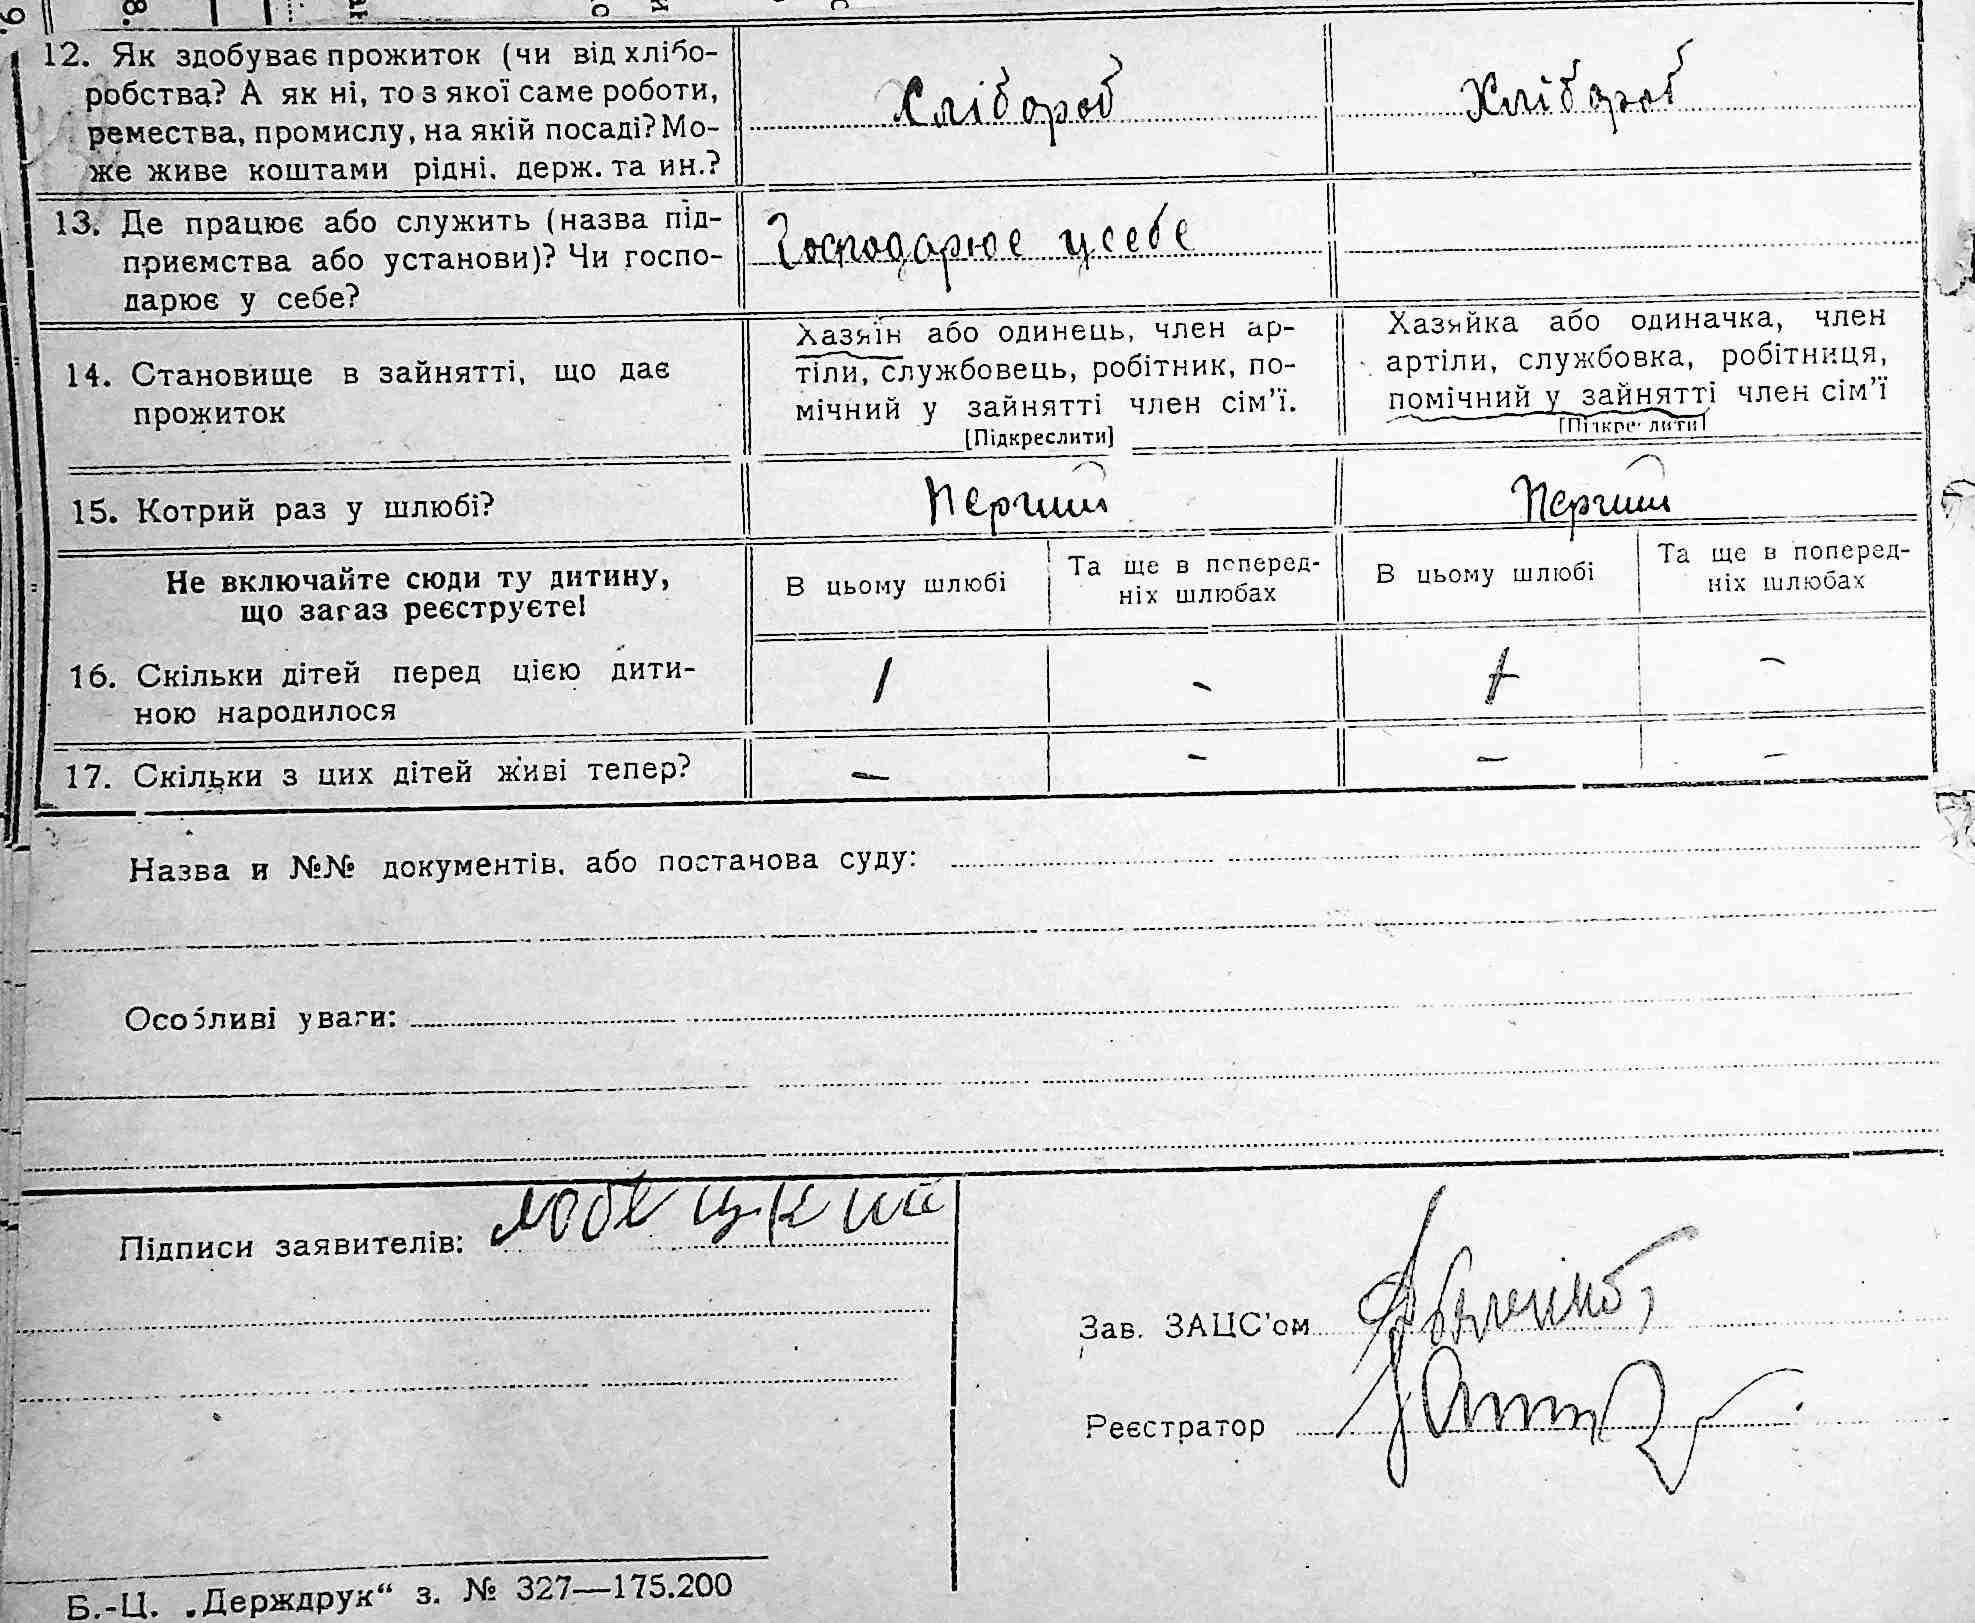 12. Як здобуває прожиток (чи від хлібо-
робства? А як ні, то з якої саме роботи,
ремества, промислу, на якій посаді? Мо-
же живе коштами рідні, держ. та ин.?
Хлібороб
Хлібороб
13. Де працює або служить (назва під-
приємства або установи)? Чи госпо-
дарює у себе?
Господарює у себе
14. Становище в зайнятті, що дає
прожиток
Хазяїн або одинець, член ар-
тіли, службовець, робітник, по-
мічний у зайнятті член сім’ї.
[Підкреслити]
Хазяйка або одиначка, член
артіли, службовка, робітниця,
помічний у зайнятті член сім’ї
[Підкреслити]
15. Котрий раз у шлюбі?
Перший
Перший
Не включайте сюди ту дитину,
що зараз реєструєте!
В цьому шлюбі
Та ще в поперед-
ніх шлюбах
В цьому шлюбі
Та ще в поперед-
ніх шлюбах
16. Скільки дітей перед цією дити-
ною народилося
1 - -
17. Скільки з цих дітей живі тепер?
- - - -
Назва и №№ документів, або постанова суду:
Особливі уваги:
Підписи заявителів:
Зав. ЗАЦС’ом
Реєстратор
Б.-Ц. „Держдрук“ з. № 327—175.200